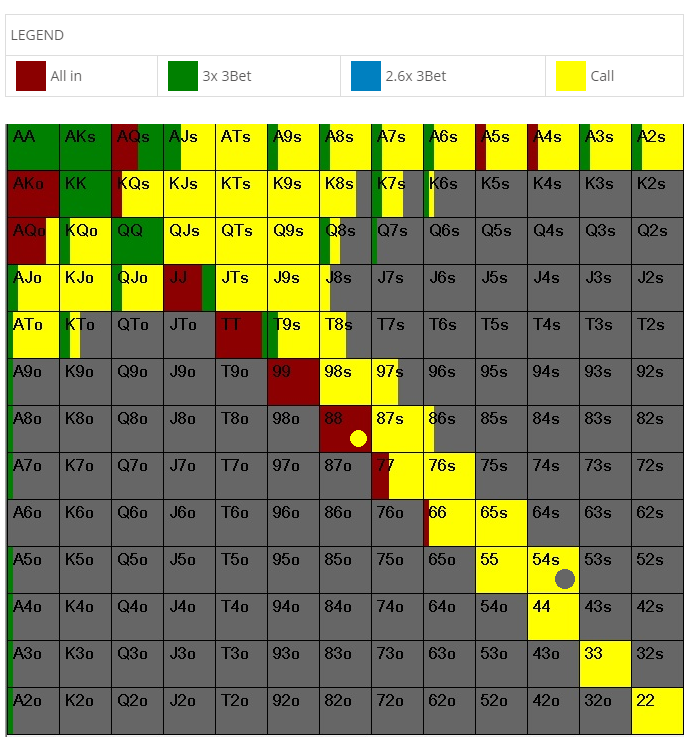 LEGEND
All in 3x 3Bet 2.6x 3Bet Call
AA AKs AQs AJs ATs A9s A8s A7s A6s A5s A4s A3s A2s
AKo KK KQs KJs KTs K9s K8s K7s K6s K5s K4s K3s K2s
AQo KQo QQ QJs QTs Q9s Q8s Q7s Q6s Q5s Q4s Q3s Q2s
AJo KJo QJo JJ JTs J9s J8s J7s J6s J5s J4s J3s J2s
ATo KTo QTo JTo TT T9s T8s T7s T6s T5s T4s T3s T2s
A9o K9o Q9o J9o T9o 99 98s 97s 96s 95s 94s 93s 92s
A8o K8o Q8o J8o T8o 98o 88 87s 86s 85s 84s 83s 82s
A7o K7o Q7o J7o T7o 97o 87o 77 76s 75s 74s 73s 72s
A6o K6o Q6o J6o T6o 96o 86o 76o 66 65s 64s 63s 62s
A5o K5o Q5o J5o T5o 95o 85o 75o 65o 55 54s 53s 52s
A4o K4o Q4o J4o T4o 94o 84o 74o 64o 54o 44 43s 42s
A3o K3o Q3o J3o T3o 93o 83o 73o 63o 53o 43o 33 32s
A2o K2o Q2o J2o T2o 92o 82o 72o 62o 52o 42o 32o 22